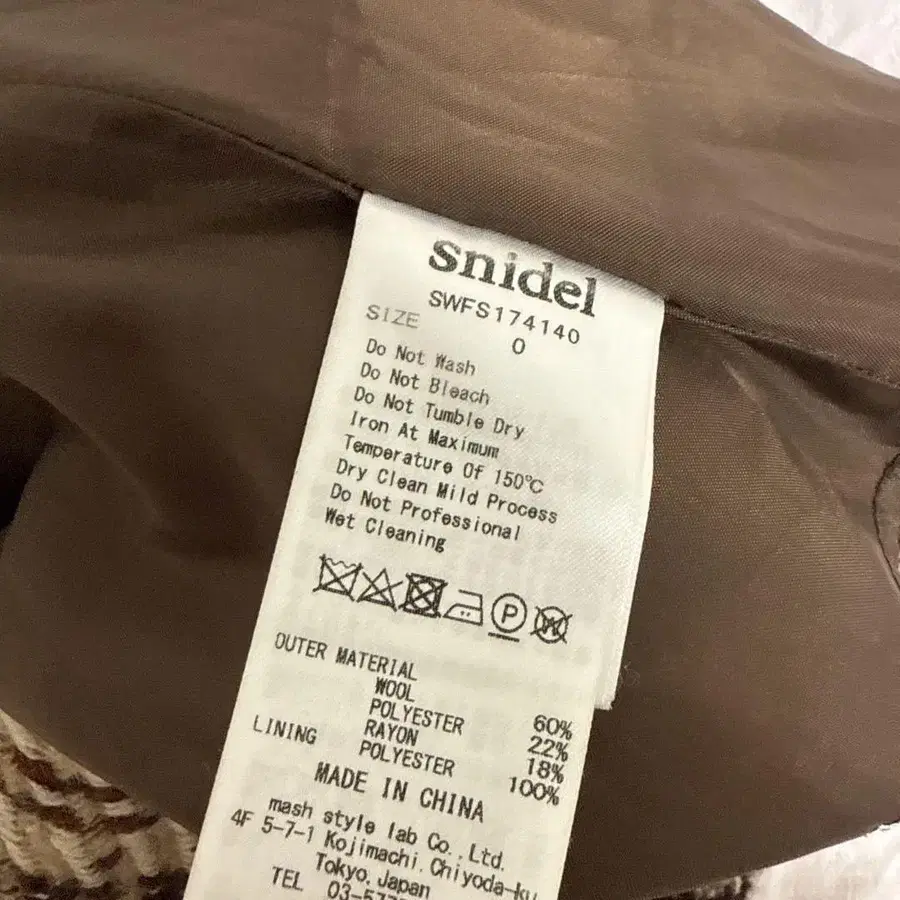 snidel
SWFS174140
SIZE 0
Do Not Wash
Do Not Bleach
Do Not Tumble Dry
Iron At Maximum
Temperature Of 150℃
Dry Clean Mild Process
Do Not Professional
Wet Cleaning
P W
OUTER MATERIAL
WOOL 60%
POLYESTER 22%
RAYON 18%
LINING POLYESTER 100%
MADE IN CHINA
mash style lab Co.,Ltd.
4F 5-7-1 Kojimachi,Chiyoda-ku
Tokyo,Japan
TEL